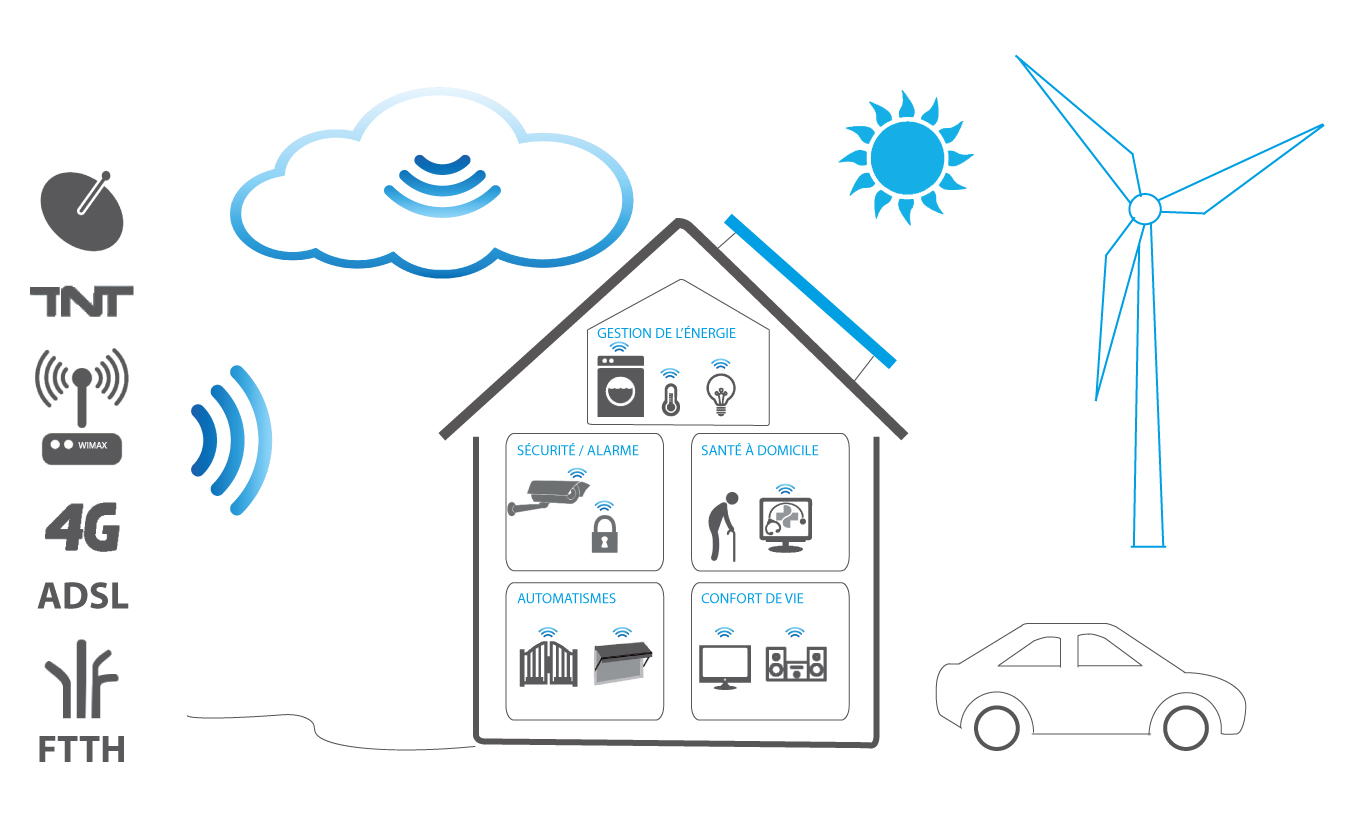 TNT
WIMAX
4G
ADSL
FTTH
GESTION DE L'ÉNERGIE
SÉCURITÉ / ALARME
SANTÉ À DOMICILE
AUTOMATISMES
CONFORT DE VIE